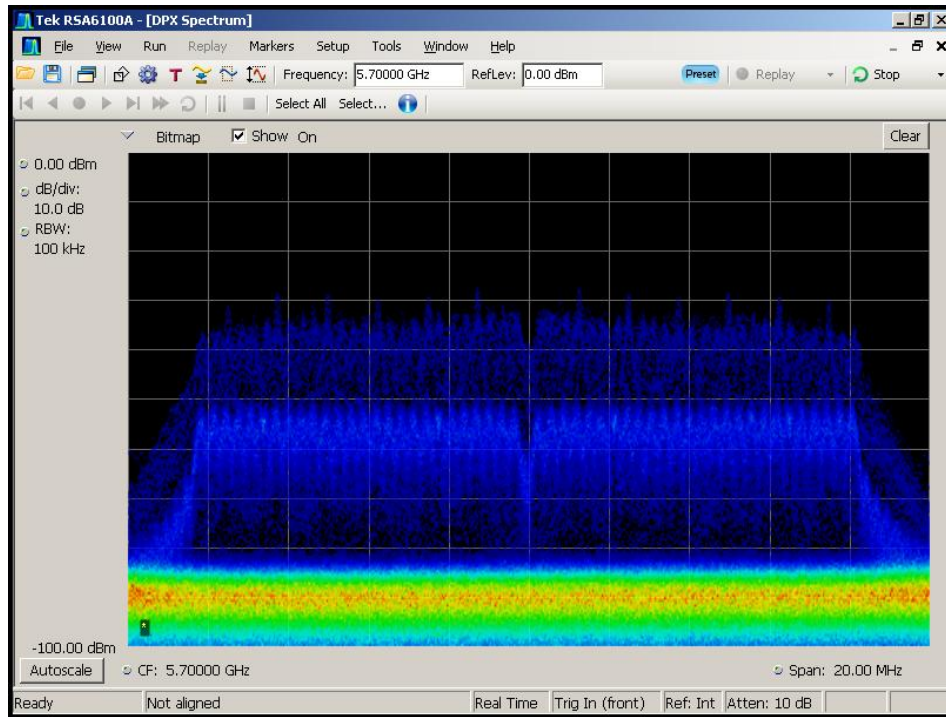 Tek RSA6100A - [DPX Spectrum]
File View Run Replay Markers Setup Tools Window Help
T Frequency: 5.70000 GHz RefLev: 0.00 dBm Preset Replay Stop
Select All Select...
Bitmap Show On Clear
0.00 dBm
dB/div:
10.0 dB
RBW:
100 kHz
-100.00 dBm
Autoscale CF: 5.70000 GHz Span: 20.00 MHz
Ready Not aligned Real Time Trig In (front) Ref: Int Atten: 10 dB